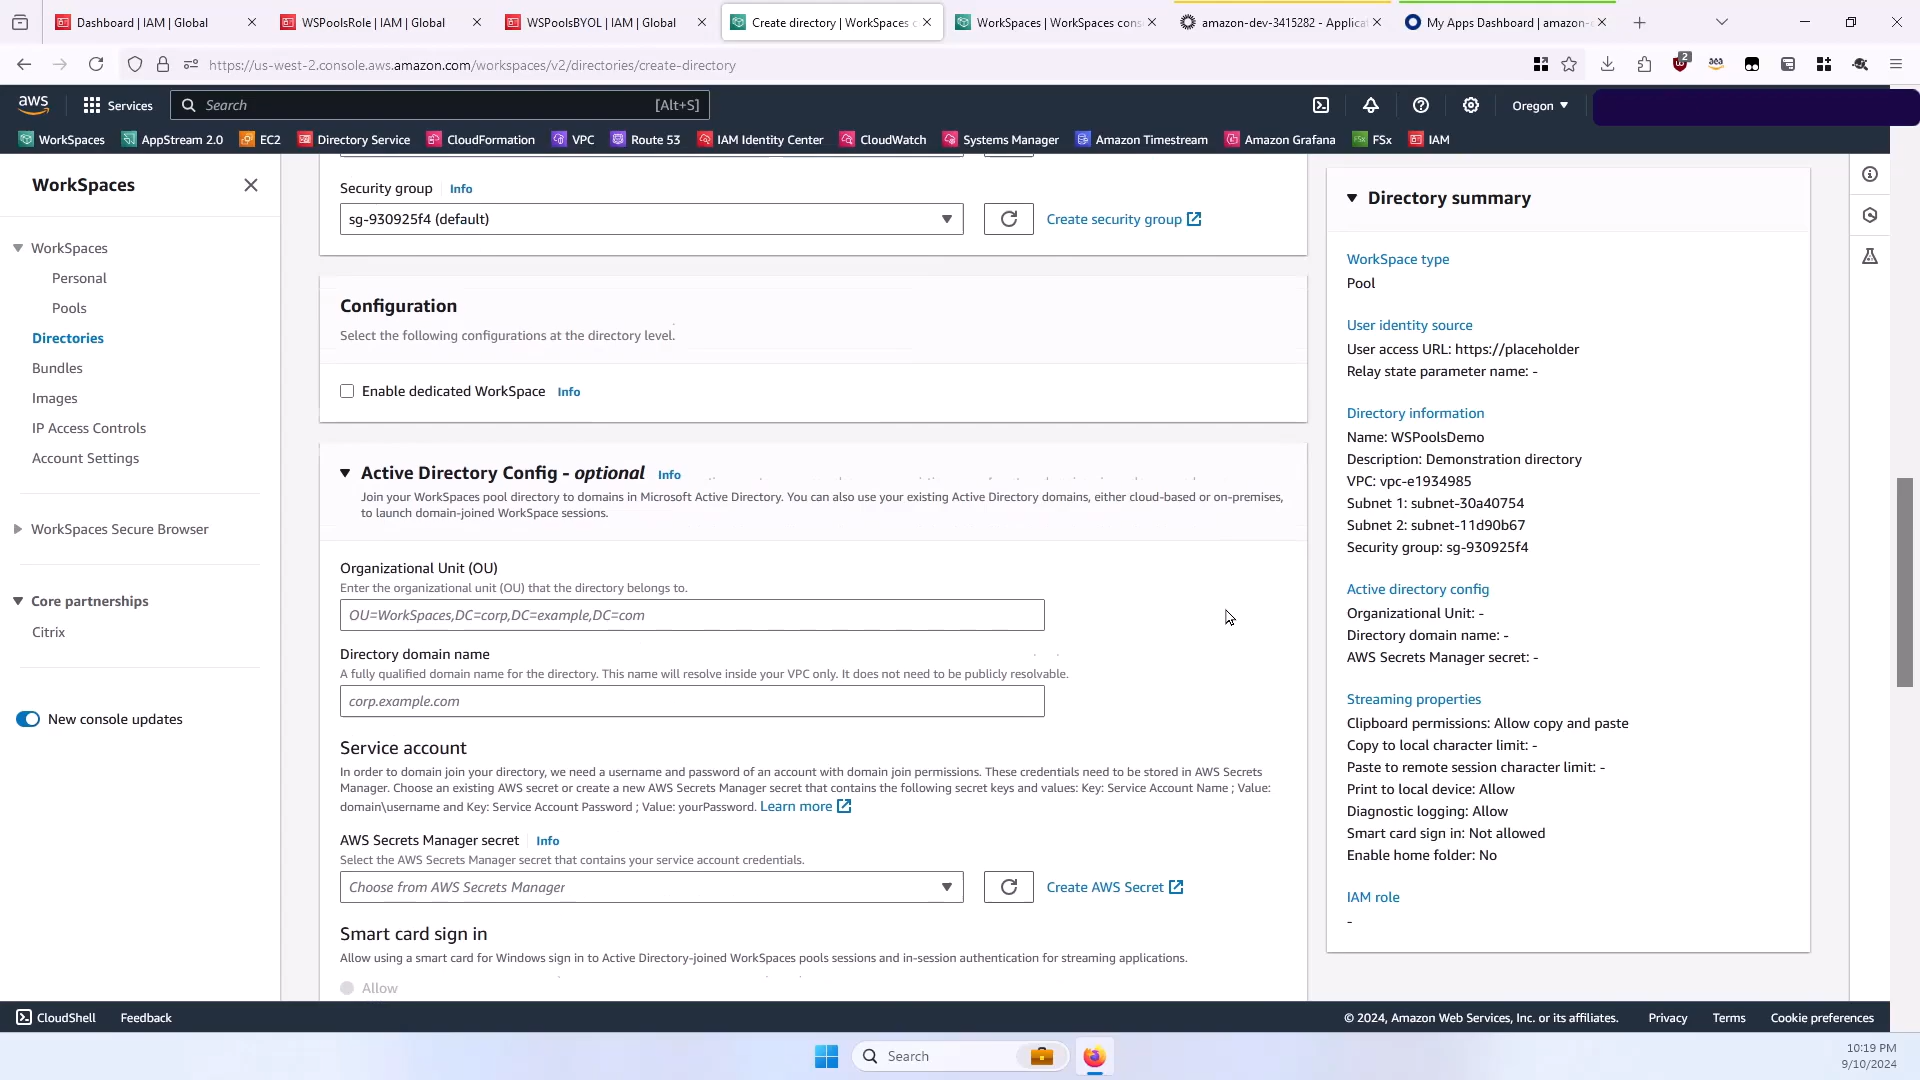 Dashboard | IAM | Global
WSPoolsRole | IAM | Global
WSPoolsBYOL | IAM | Global
Create directory | WorkSpaces c
WorkSpaces | WorkSpaces cons
amazon-dev-3415282 - Applicat
My Apps Dashboard | amazon-
https://us-west-2.console.aws.amazon.com/workspaces/v2/directories/create-directory
2
aws
Services
Search
[Alt+S]
Oregon
WorkSpaces
AppStream 2.0
EC2
Directory Service
CloudFormation
VPC
Route 53
IAM Identity Center
CloudWatch
Systems Manager
Amazon Timestream
Amazon Grafana
FSx
IAM
WorkSpaces
WorkSpaces
Personal
Pools
Directories
Bundles
Images
IP Access Controls
Account Settings
WorkSpaces Secure Browser
Core partnerships
Citrix
New console updates
Security group Info
sg-930925f4 (default)
Create security group
Configuration
Select the following configurations at the directory level.
Enable dedicated WorkSpace Info
Active Directory Config - optional Info
Join your WorkSpaces pool directory to domains in Microsoft Active Directory. You can also use your existing Active Directory domains, either cloud-based or on-premises,
to launch domain-joined WorkSpace sessions.
Organizational Unit (OU)
Enter the organizational unit (OU) that the directory belongs to.
OU=WorkSpaces,DC=corp,DC=example,DC=com
Directory domain name
A fully qualified domain name for the directory. This name will resolve inside your VPC only. It does not need to be publicly resolvable.
corp.example.com
Service account
In order to domain join your directory, we need a username and password of an account with domain join permissions. These credentials need to be stored in AWS Secrets
Manager. Choose an existing AWS secret or create a new AWS Secrets Manager secret that contains the following secret keys and values: Key: Service Account Name ; Value:
domain\username and Key: Service Account Password ; Value: yourPassword. Learn more
AWS Secrets Manager secret Info
Select the AWS Secrets Manager secret that contains your service account credentials.
Choose from AWS Secrets Manager
Create AWS Secret
Smart card sign in
Allow using a smart card for Windows sign in to Active Directory-joined WorkSpaces pools sessions and in-session authentication for streaming applications.
Allow
Directory summary
WorkSpace type
Pool
User identity source
User access URL: https://placeholder
Relay state parameter name: -
Directory information
Name: WSPoolsDemo
Description: Demonstration directory
VPC: vpc-e1934985
Subnet 1: subnet-30a40754
Subnet 2: subnet-11d90b67
Security group: sg-930925f4
Active directory config
Organizational Unit: -
Directory domain name: -
AWS Secrets Manager secret: -
Streaming properties
Clipboard permissions: Allow copy and paste
Copy to local character limit: -
Paste to remote session character limit: -
Print to local device: Allow
Diagnostic logging: Allow
Smart card sign in: Not allowed
Enable home folder: No
IAM role
-
CloudShell
Feedback
© 2024, Amazon Web Services, Inc. or its affiliates.
Privacy
Terms
Cookie preferences
Search
10:19 PM
9/10/2024